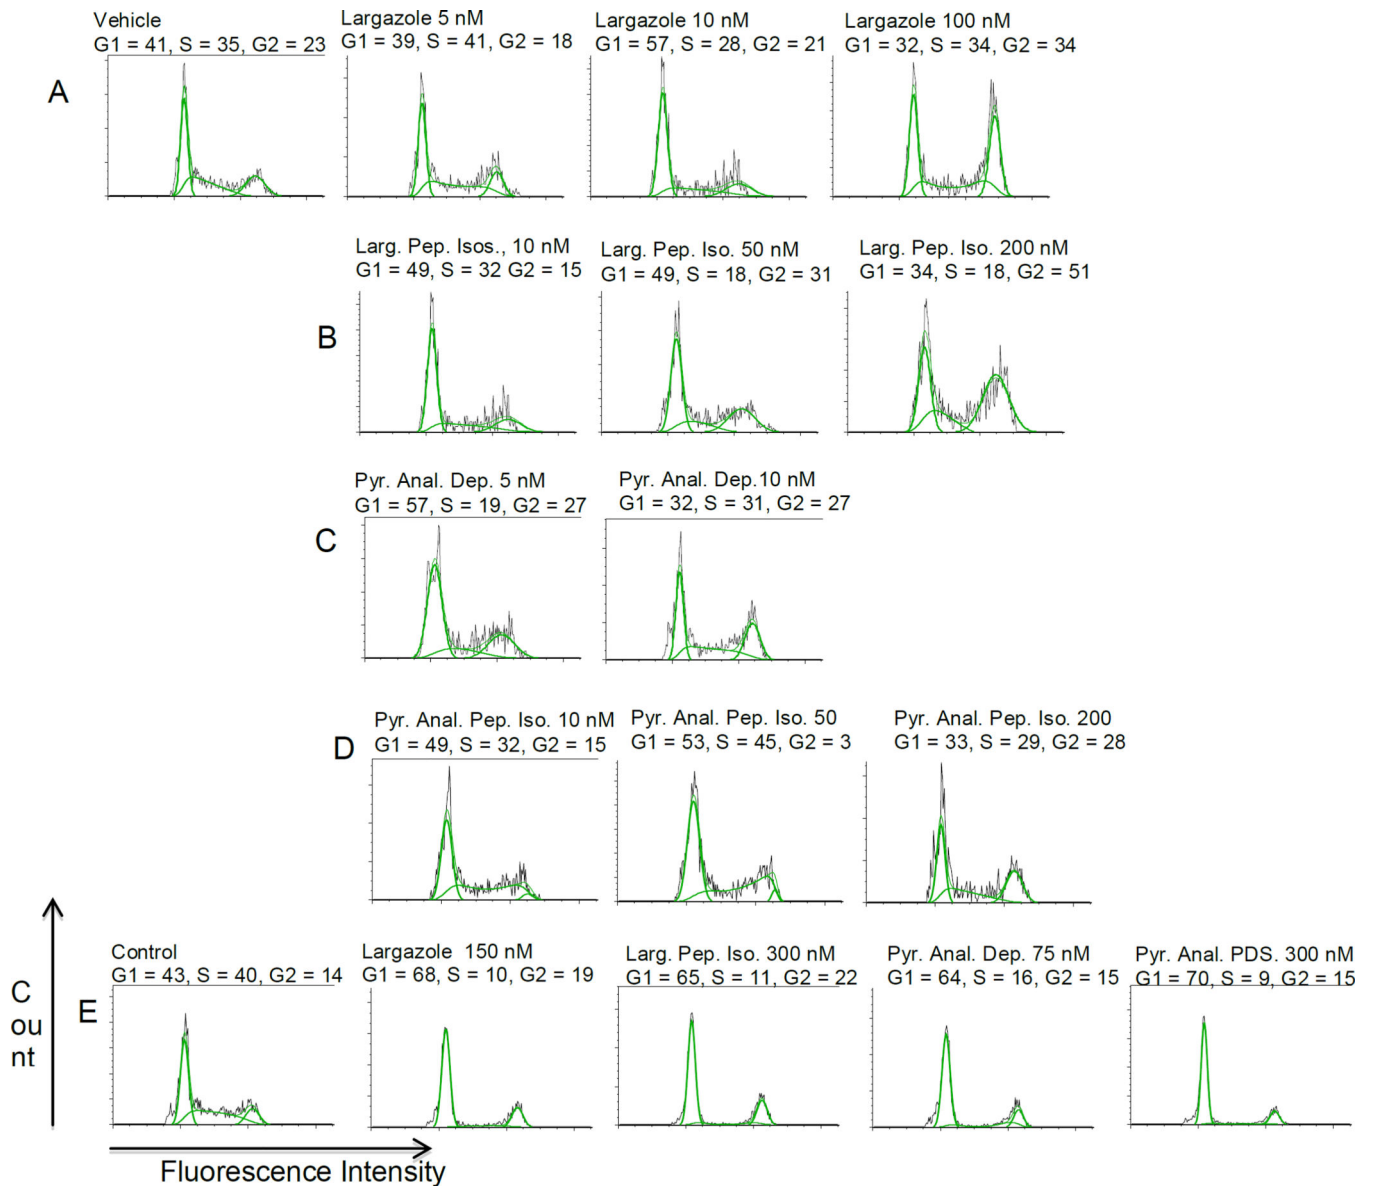 Vehicle
G1 = 41, S = 35, G2 = 23
Largazole 5 nM
G1 = 39, S = 41, G2 = 18
Largazole 10 nM
G1 = 57, S = 28, G2 = 21
Largazole 100 nM
G1 = 32, S = 34, G2 = 34
A
Larg. Pep. Isos., 10 nM
G1 = 49, S = 32 G2 = 15
Larg. Pep. Iso. 50 nM
G1 = 49, S = 18, G2 = 31
Larg. Pep. Iso. 200 nM
G1 = 34, S = 18, G2 = 51
B
Pyr. Anal. Dep. 5 nM
G1 = 57, S = 19, G2 = 27
Pyr. Anal. Dep.10 nM
G1 = 32, S = 31, G2 = 27
C
Pyr. Anal. Pep. Iso. 10 nM
G1 = 49, S = 32, G2 = 15
Pyr. Anal. Pep. Iso. 50
G1 = 53, S = 45, G2 = 3
Pyr. Anal. Pep. Iso. 200
G1 = 33, S = 29, G2 = 28
D
Control
G1 = 43, S = 40, G2 = 14
Largazole 150 nM
G1 = 68, S = 10, G2 = 19
Larg. Pep. Iso. 300 nM
G1 = 65, S = 11, G2 = 22
Pyr. Anal. Dep. 75 nM
G1 = 64, S = 16, G2 = 15
Pyr. Anal. PDS. 300 nM
G1 = 70, S = 9, G2 = 15
E
C
ou
nt
Fluorescence Intensity